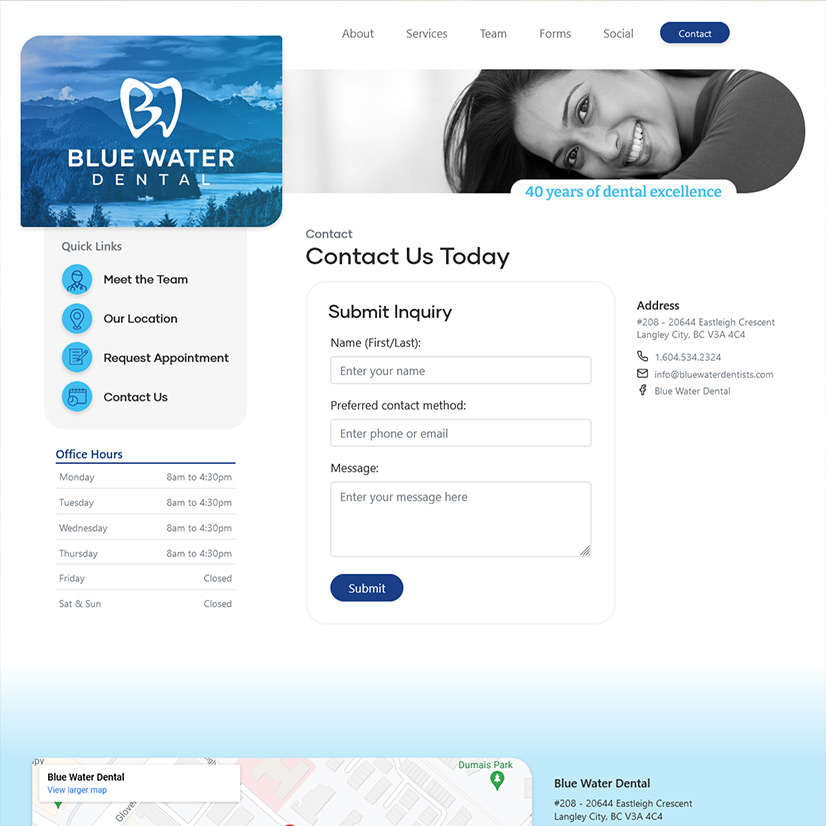 About Services Team Forms Social Contact
BLUE WATER
DENTAL
40 years of dental excellence
Quick Links
Meet the Team
Our Location
Request Appointment
Contact Us
Office Hours
Monday 8am to 4:30pm
Tuesday 8am to 4:30pm
Wednesday 8am to 4:30pm
Thursday 8am to 4:30pm
Friday Closed
Sat & Sun Closed
Contact
Contact Us Today
Submit Inquiry
Name (First/Last):
Enter your name
Preferred contact method:
Enter phone or email
Message:
Enter your message here
Submit
Address
#208 - 20644 Eastleigh Crescent
Langley City, BC V3A 4C4
1.604.534.2324
info@bluewaterdentists.com
Blue Water Dental
Blue Water Dental
View larger map
Dumais Park
Blue Water Dental
#208 - 20644 Eastleigh Crescent
Langley City, BC V3A 4C4